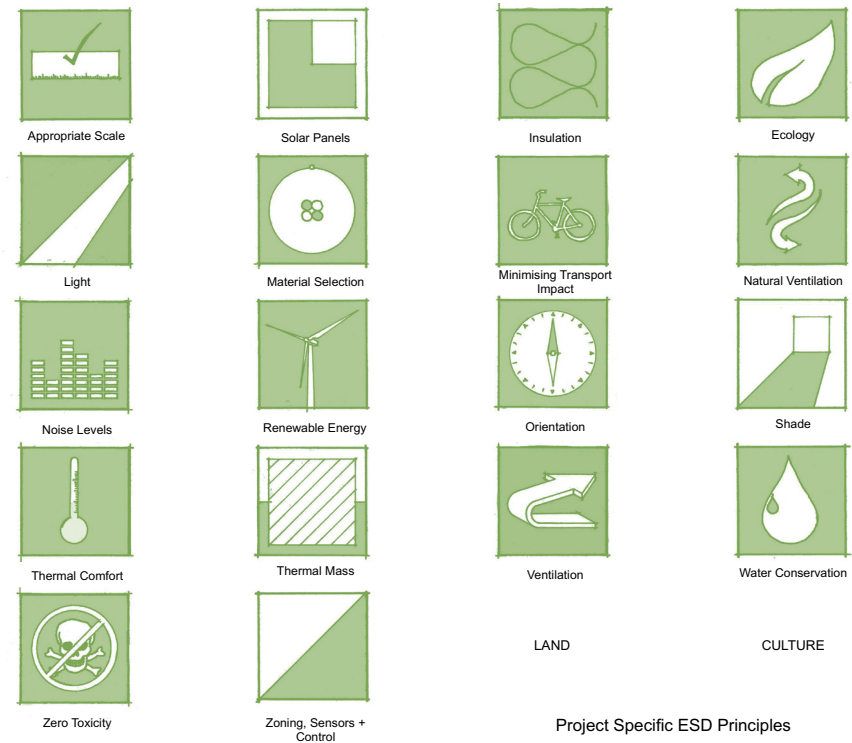 Appropriate Scale
Solar Panels
Insulation
Ecology
Light
Material Selection
Minimising Transport
Impact
Natural Ventilation
Noise Levels
Renewable Energy
Orientation
Shade
Thermal Comfort
Thermal Mass
Ventilation
Water Conservation
Zero Toxicity
Zoning, Sensors +
Control
LAND
CULTURE
Project Specific ESD Principles